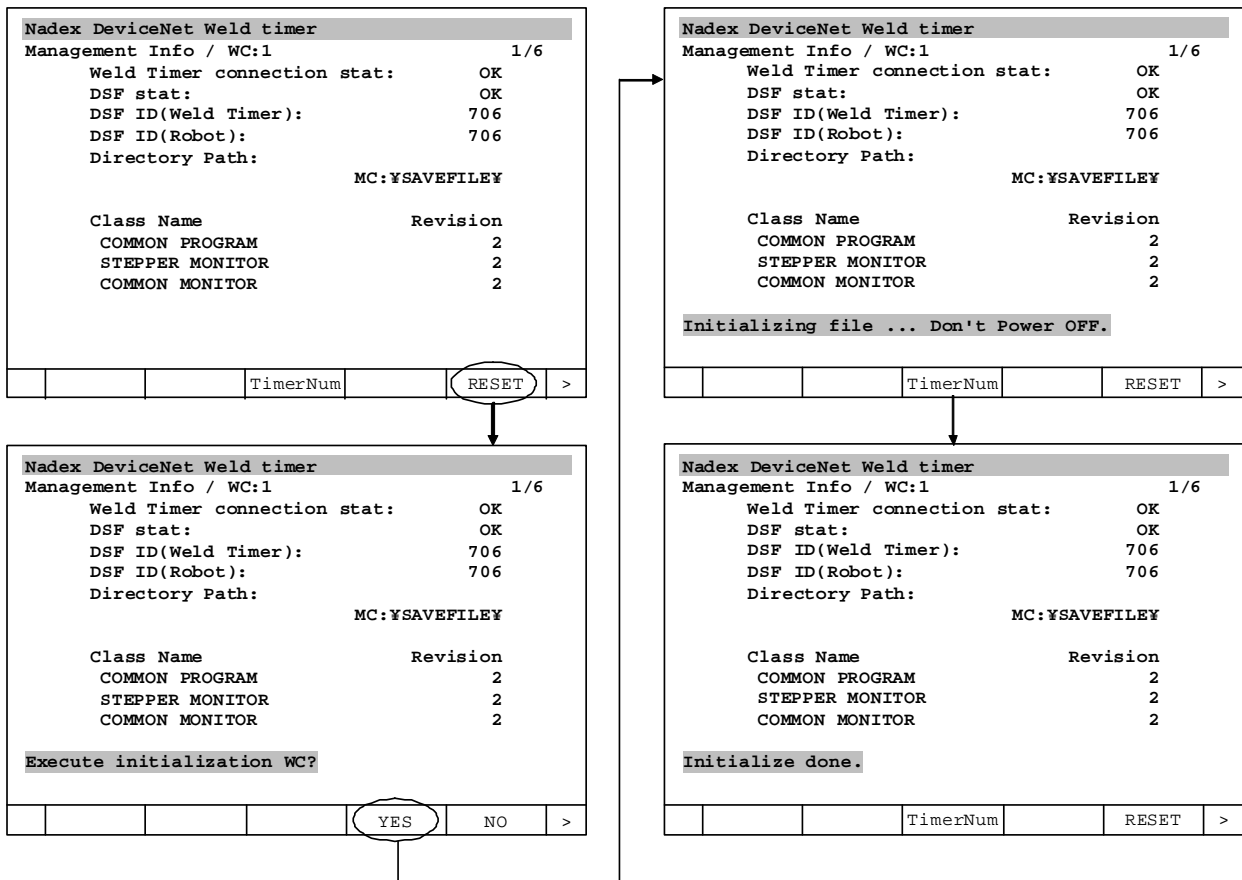 Nadex DeviceNet Weld timer
Management Info / WC:1 1/6
Weld Timer connection stat: OK
DSF stat: OK
DSF ID(Weld Timer): 706
DSF ID(Robot): 706
Directory Path:
MC:¥SAVEFILE¥
Class Name Revision
COMMON PROGRAM 2
STEPPER MONITOR 2
COMMON MONITOR 2
TimerNum RESET >
Nadex DeviceNet Weld timer
Management Info / WC:1 1/6
Weld Timer connection stat: OK
DSF stat: OK
DSF ID(Weld Timer): 706
DSF ID(Robot): 706
Directory Path:
MC:¥SAVEFILE¥
Class Name Revision
COMMON PROGRAM 2
STEPPER MONITOR 2
COMMON MONITOR 2
Execute initialization WC?
YES NO >
Nadex DeviceNet Weld timer
Management Info / WC:1 1/6
Weld Timer connection stat: OK
DSF stat: OK
DSF ID(Weld Timer): 706
DSF ID(Robot): 706
Directory Path:
MC:¥SAVEFILE¥
Class Name Revision
COMMON PROGRAM 2
STEPPER MONITOR 2
COMMON MONITOR 2
Initializing file ... Don't Power OFF.
TimerNum RESET >
Nadex DeviceNet Weld timer
Management Info / WC:1 1/6
Weld Timer connection stat: OK
DSF stat: OK
DSF ID(Weld Timer): 706
DSF ID(Robot): 706
Directory Path:
MC:¥SAVEFILE¥
Class Name Revision
COMMON PROGRAM 2
STEPPER MONITOR 2
COMMON MONITOR 2
Initialize done.
TimerNum RESET >